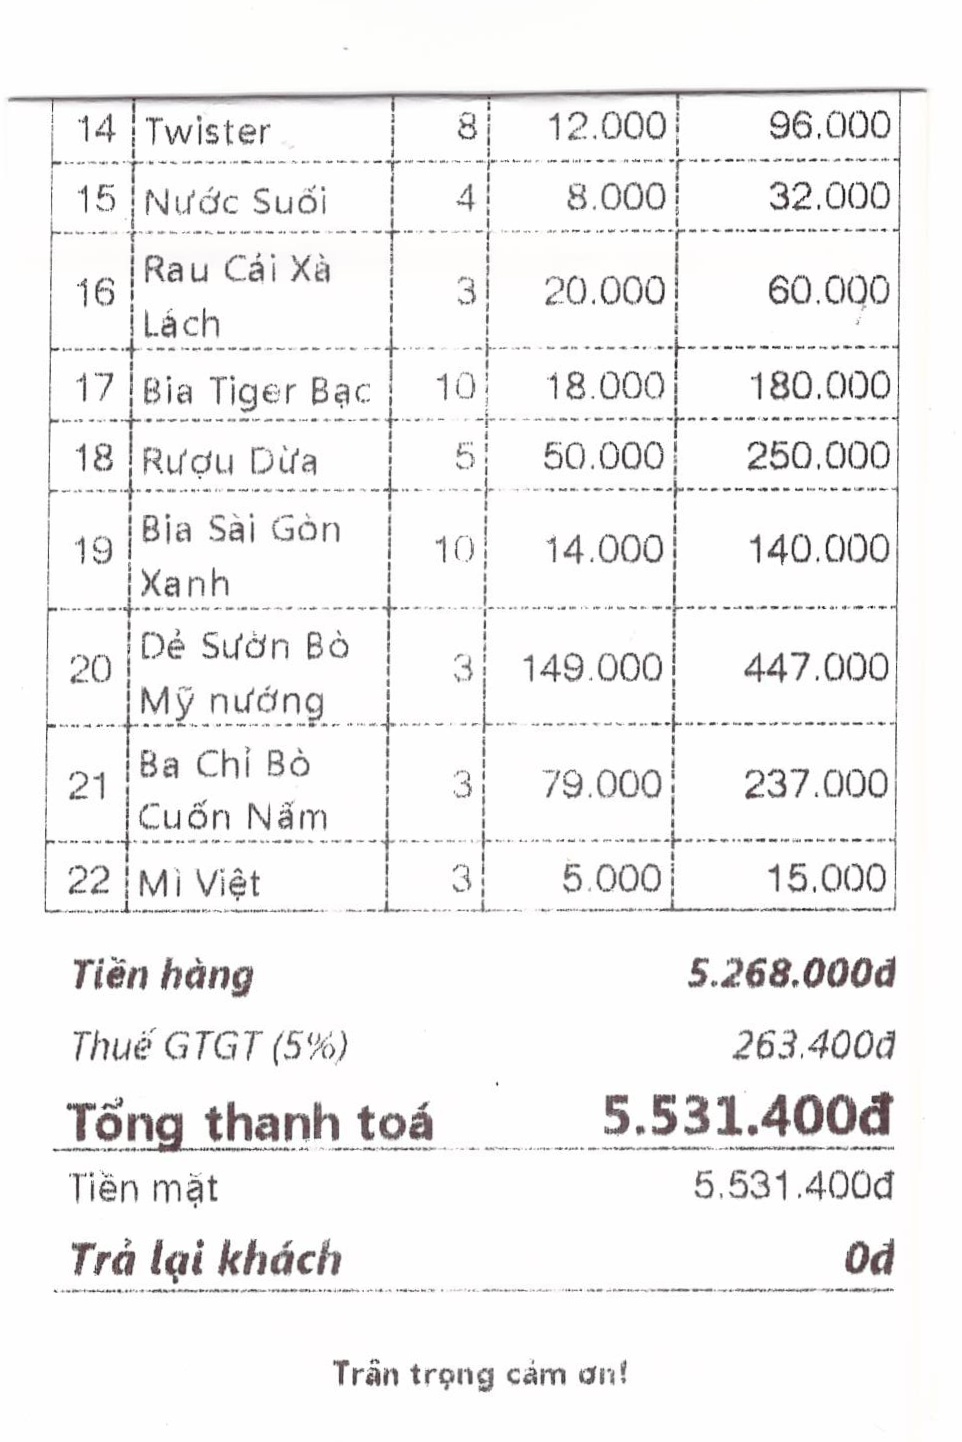 14 Twister 8 12.000 96.000
15 Nước Suối 4 8.000 32.000
Rau Cải Xà
16 3 20.000 60.000
Lách
17 Bia Tiger Bạc 10 18.000 180.000
18 Rượu Dừa 5 50.000 250.000
Bia Sài Gòn
19 10 14.000 140.000
Xanh
Dẻ Sườn Bò
20 3 149.000 447.000
Mỹ nướng
Ba Chỉ Bò
21 3 79.000 237.000
Cuốn Nấm
22 Mì Việt 3 5.000 15.000
Tiền hàng 5.268.000đ
Thuế GTGT (5%) 263.400đ
Tổng thanh toá 5.531.400đ
Tiền mặt 5.531.400đ
Trả lại khách 0đ
Trân trọng cảm ơn!